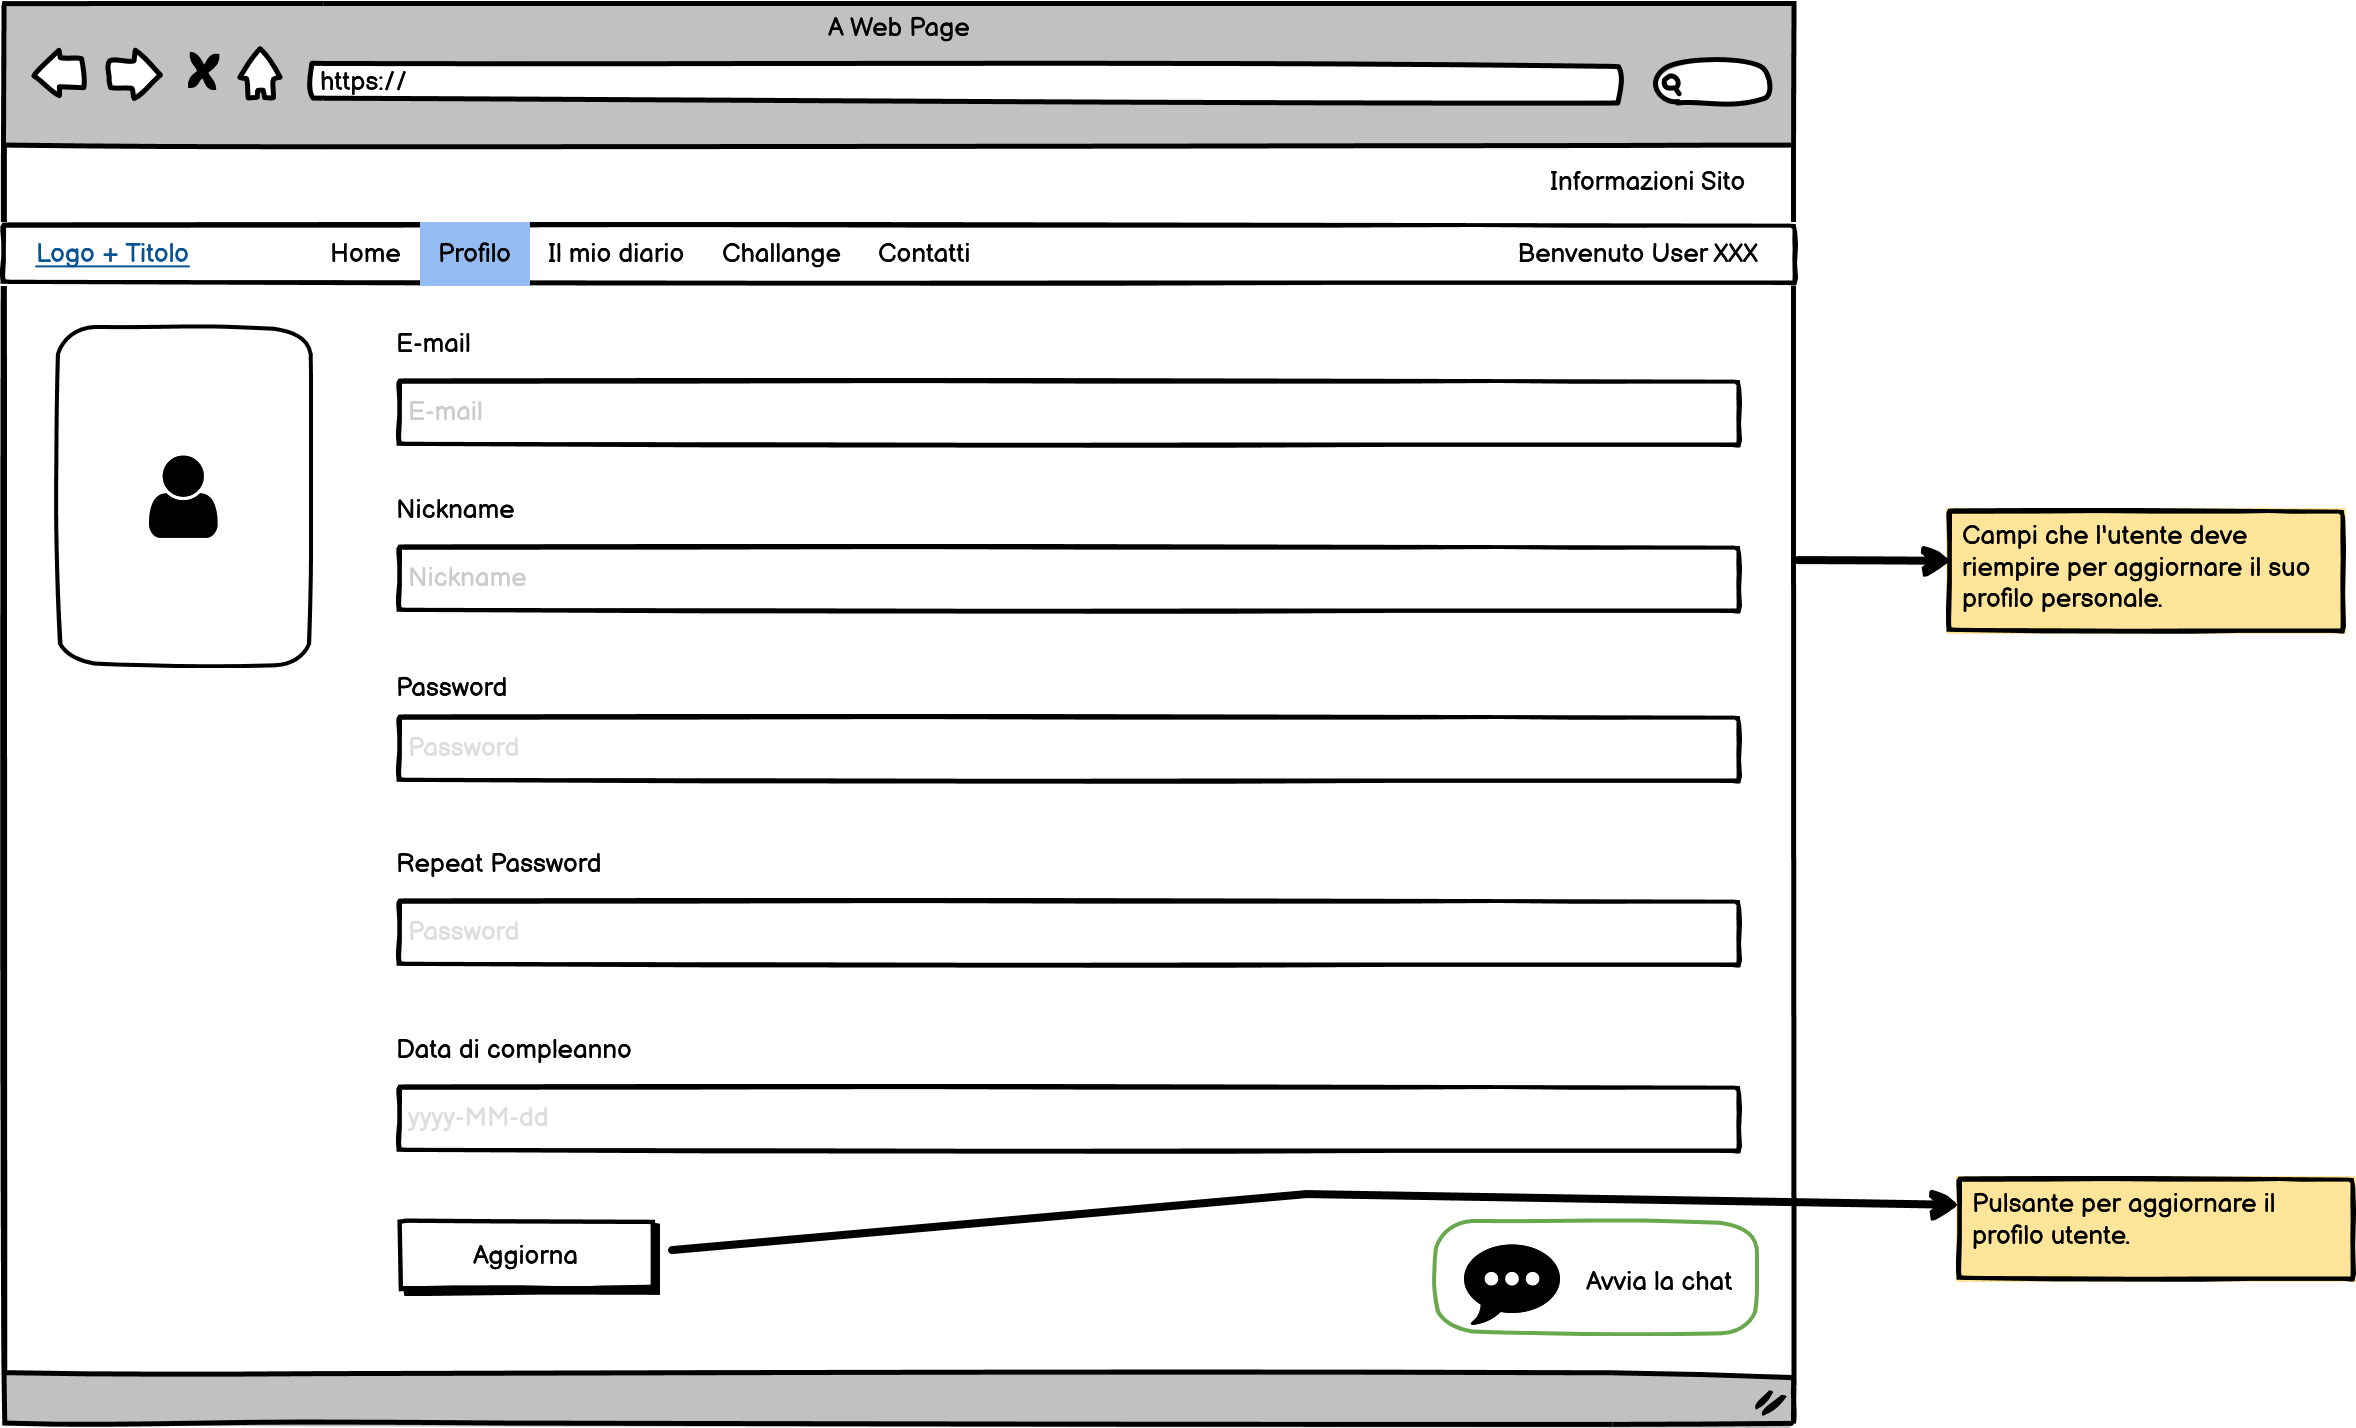 A Web Page
https://
Informazioni Sito
Logo + Titolo Home Profilo Il mio diario Challange Contatti Benvenuto User XXX
E-mail
E-mail
Nickname
Nickname
Campi che l'utente deve
riempire per aggiornare il suo
profilo personale.
Password
Password
Repeat Password
Password
Data di compleanno
yyyy-MM-dd
Pulsante per aggiornare il
profilo utente.
Aggiorna
Avvia la chat